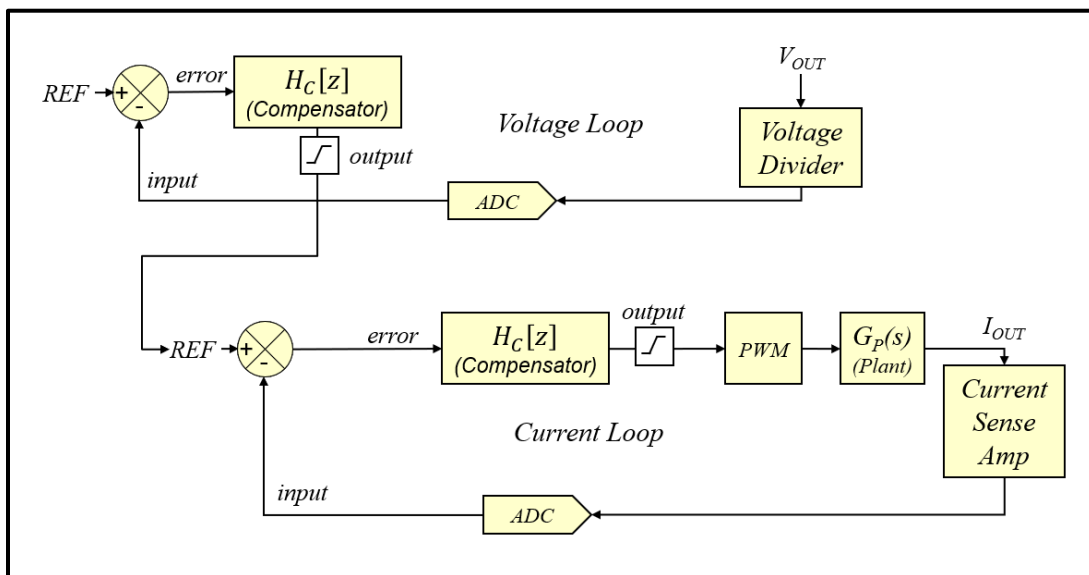 REF
+
-
error
H_C[z]
(Compensator)
output
input
Voltage Loop
ADC
V_OUT
Voltage
Divider
REF
+
-
error
H_C[z]
(Compensator)
output
PWM
G_P(s)
(Plant)
I_OUT
Current
Sense
Amp
Current Loop
input
ADC